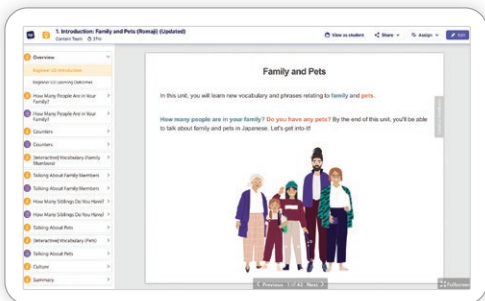 1. Introduction: Family and Pets (Romaji) (Updated)
Content Team
View as student
Share
Assign
Edit
Overview
Beginner U2 Introduction
Beginner U2 Learning Outcomes
How Many People Are in Your
Family?
How Many People Are in Your
Family?
Counters
Counters
[Interactive] Vocabulary (Family
Members)
Talking About Family Members
Talking About Family Members
How Many Siblings Do You Have?
How Many Siblings Do You Have?
Talking About Pets
[Interactive] Vocabulary (Pets)
Talking About Pets
Culture
Summary
Family and Pets
In this unit, you will learn new vocabulary and phrases relating to family and pets.
How many people are in your family? Do you have any pets? By the end of this unit, you'll be able
to talk about family and pets in Japanese. Let's get into it!
Previous 1 of 43 Next
Fullscreen